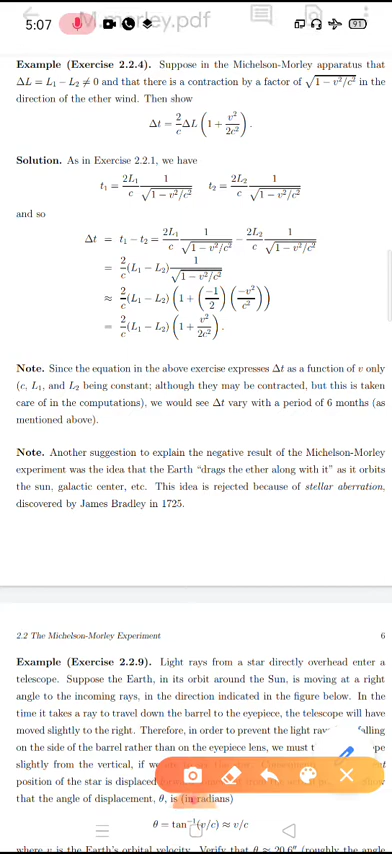 5:07 M.morley.pdf 91
Example (Exercise 2.2.4). Suppose in the Michelson-Morley apparatus that
ΔL = L₁ − L₂ ≠ 0 and that there is a contraction by a factor of √(1 − v²/c²) in the
direction of the ether wind. Then show
Δt = 2/c ΔL (1 + v²/2c²).
Solution. As in Exercise 2.2.1, we have
t₁ = 2L₁/c 1/√(1 − v²/c²) t₂ = 2L₂/c 1/√(1 − v²/c²)
and so
Δt = t₁ − t₂ = 2L₁/c 1/√(1 − v²/c²) − 2L₂/c 1/√(1 − v²/c²)
= 2/c (L₁ − L₂) 1/√(1 − v²/c²)
≈ 2/c (L₁ − L₂) (1 + (−1/2) (−v²/c²))
= 2/c (L₁ − L₂) (1 + v²/2c²).
Note. Since the equation in the above exercise expresses Δt as a function of v only
(c, L₁, and L₂ being constant; although they may be contracted, but this is taken
care of in the computations), we would see Δt vary with a period of 6 months (as
mentioned above).
Note. Another suggestion to explain the negative result of the Michelson-Morley
experiment was the idea that the Earth “drags the ether along with it” as it orbits
the sun, galactic center, etc. This idea is rejected because of stellar aberration,
discovered by James Bradley in 1725.
2.2 The Michelson-Morley Experiment 6
Example (Exercise 2.2.9). Light rays from a star directly overhead enter a
telescope. Suppose the Earth, in its orbit around the Sun, is moving at a right
angle to the incoming rays, in the direction indicated in the figure below. In the
time it takes a ray to travel down the barrel to the eyepiece, the telescope will have
moved slightly to the right. Therefore, in order to prevent the light
on the side of the barrel rather than on the eyepiece lens, we must
slightly from the vertical, if
position of the star is displaced
that the angle of displacement, θ, is (in radians)
θ = tan⁻¹(v/c) ≈ v/c
where v is the Earth's orbital velocity. Verify that θ ≈ 20.6″ (roughly the angle